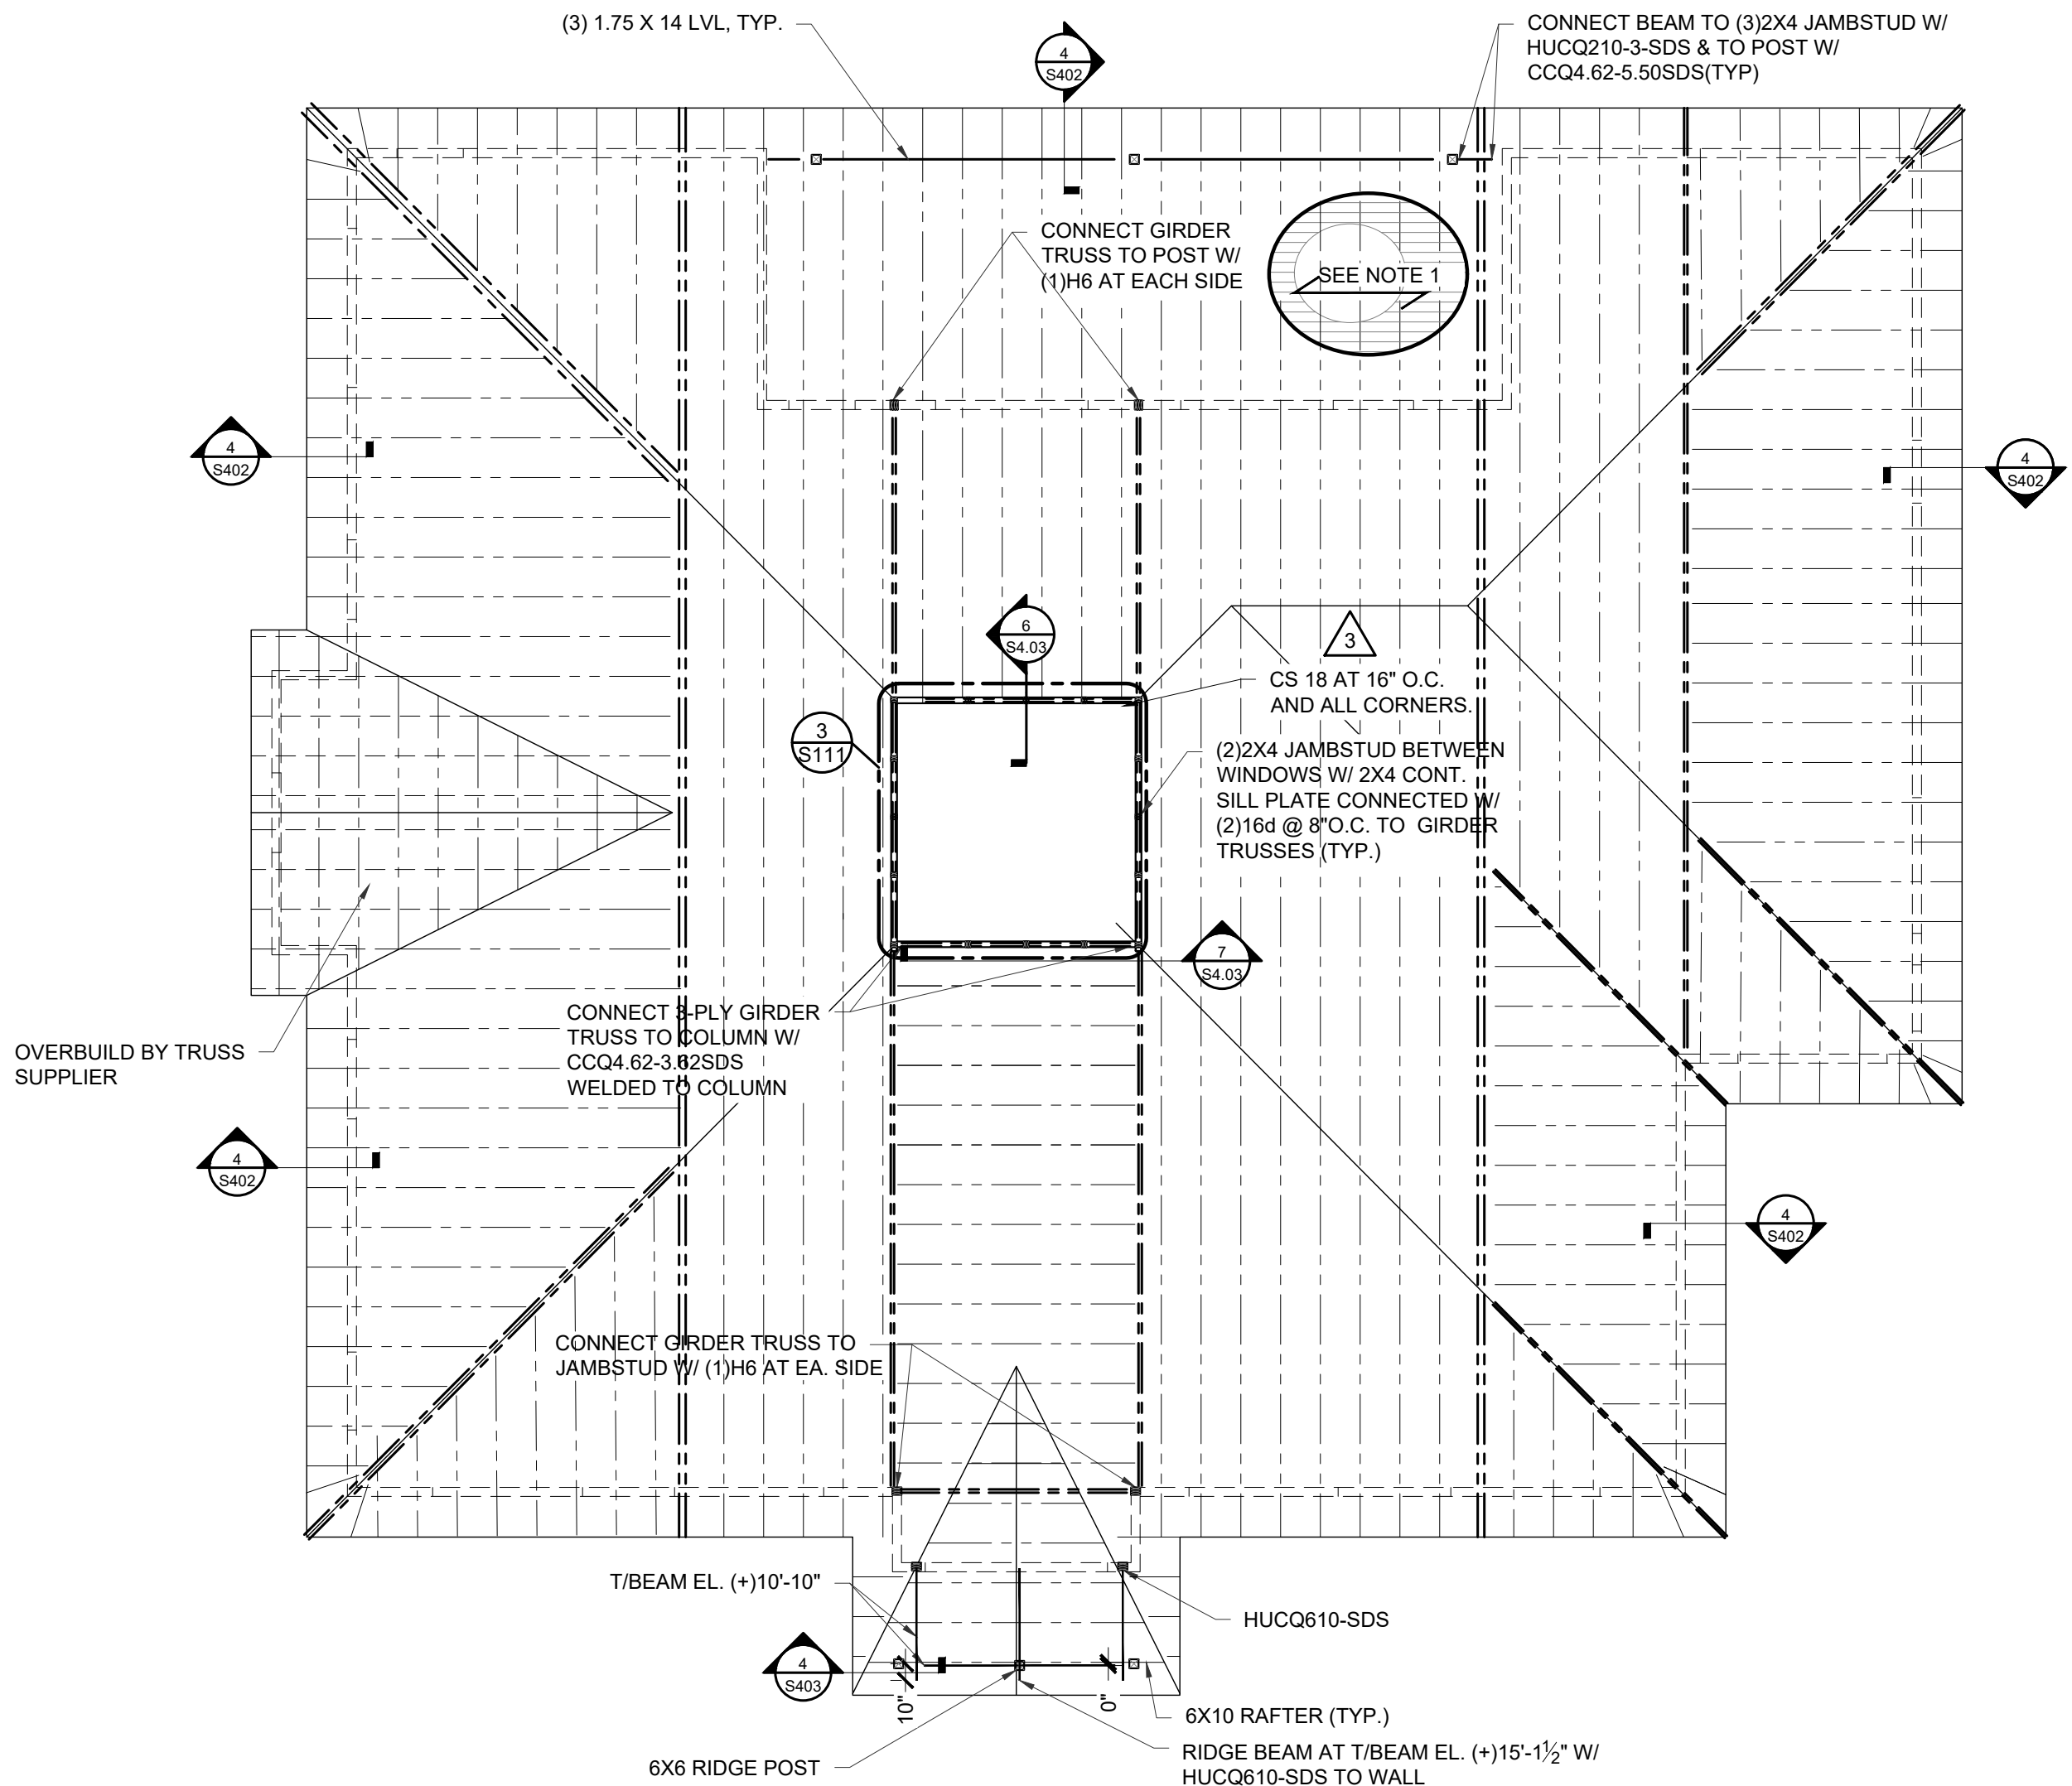 (3) 1.75 X 14 LVL, TYP.
4
S402
CONNECT BEAM TO (3)2X4 JAMBSTUD W/
HUCQ210-3-SDS & TO POST W/
CCQ4.62-5.50SDS(TYP)
CONNECT GIRDER
TRUSS TO POST W/
(1)H6 AT EACH SIDE
SEE NOTE 1
4
S402
4
S402
6
S4.03
3
CS 18 AT 16" O.C.
AND ALL CORNERS.
3
S111
(2)2X4 JAMBSTUD BETWEEN
WINDOWS W/ 2X4 CONT.
SILL PLATE CONNECTED W/
(2)16d @ 8"O.C. TO GIRDER
TRUSSES (TYP.)
7
S4.03
CONNECT 3-PLY GIRDER
TRUSS TO COLUMN W/
CCQ4.62-3.62SDS
WELDED TO COLUMN
OVERBUILD BY TRUSS
SUPPLIER
4
S402
4
S402
CONNECT GIRDER TRUSS TO
JAMBSTUD W/ (1)H6 AT EA. SIDE
T/BEAM EL. (+)10'-10"
HUCQ610-SDS
4
S403
10"
0"
6X10 RAFTER (TYP.)
6X6 RIDGE POST
RIDGE BEAM AT T/BEAM EL. (+)15'-1½" W/
HUCQ610-SDS TO WALL